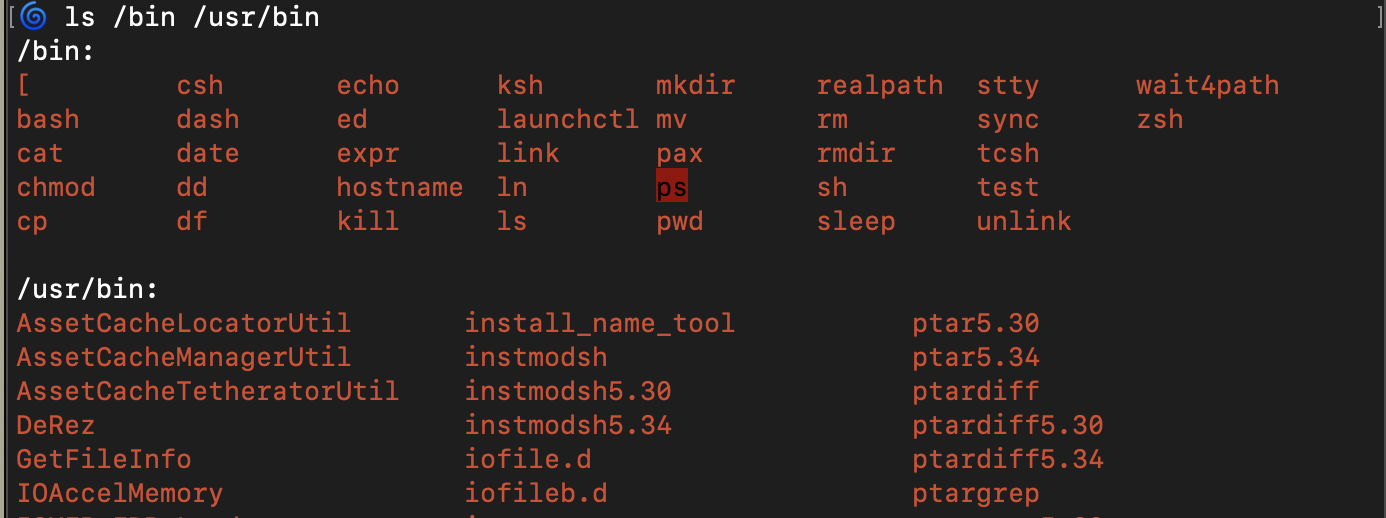 [🌀 ls /bin /usr/bin ]
/bin:
[ csh echo ksh mkdir realpath stty wait4path
bash dash ed launchctl mv rm sync zsh
cat date expr link pax rmdir tcsh
chmod dd hostname ln ps sh test
cp df kill ls pwd sleep unlink
/usr/bin:
AssetCacheLocatorUtil install_name_tool ptar5.30
AssetCacheManagerUtil instmodsh ptar5.34
AssetCacheTetheratorUtil instmodsh5.30 ptardiff
DeRez instmodsh5.34 ptardiff5.30
GetFileInfo iofile.d ptardiff5.34
IOAccelMemory iofileb.d ptargrep